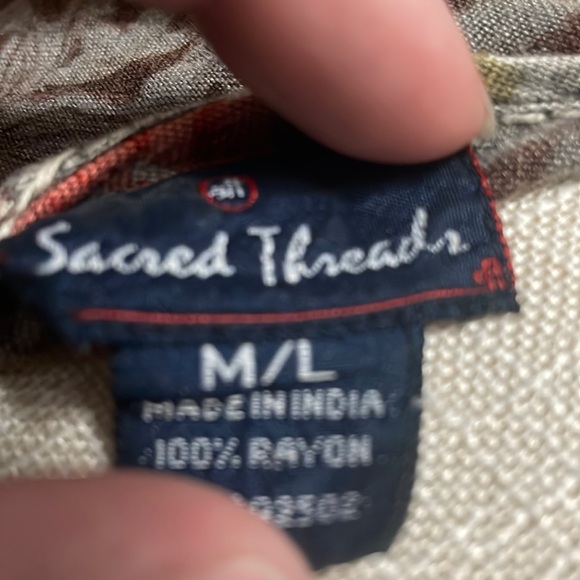 Sacred Threads
M/L
MADE IN INDIA
100% RAYON